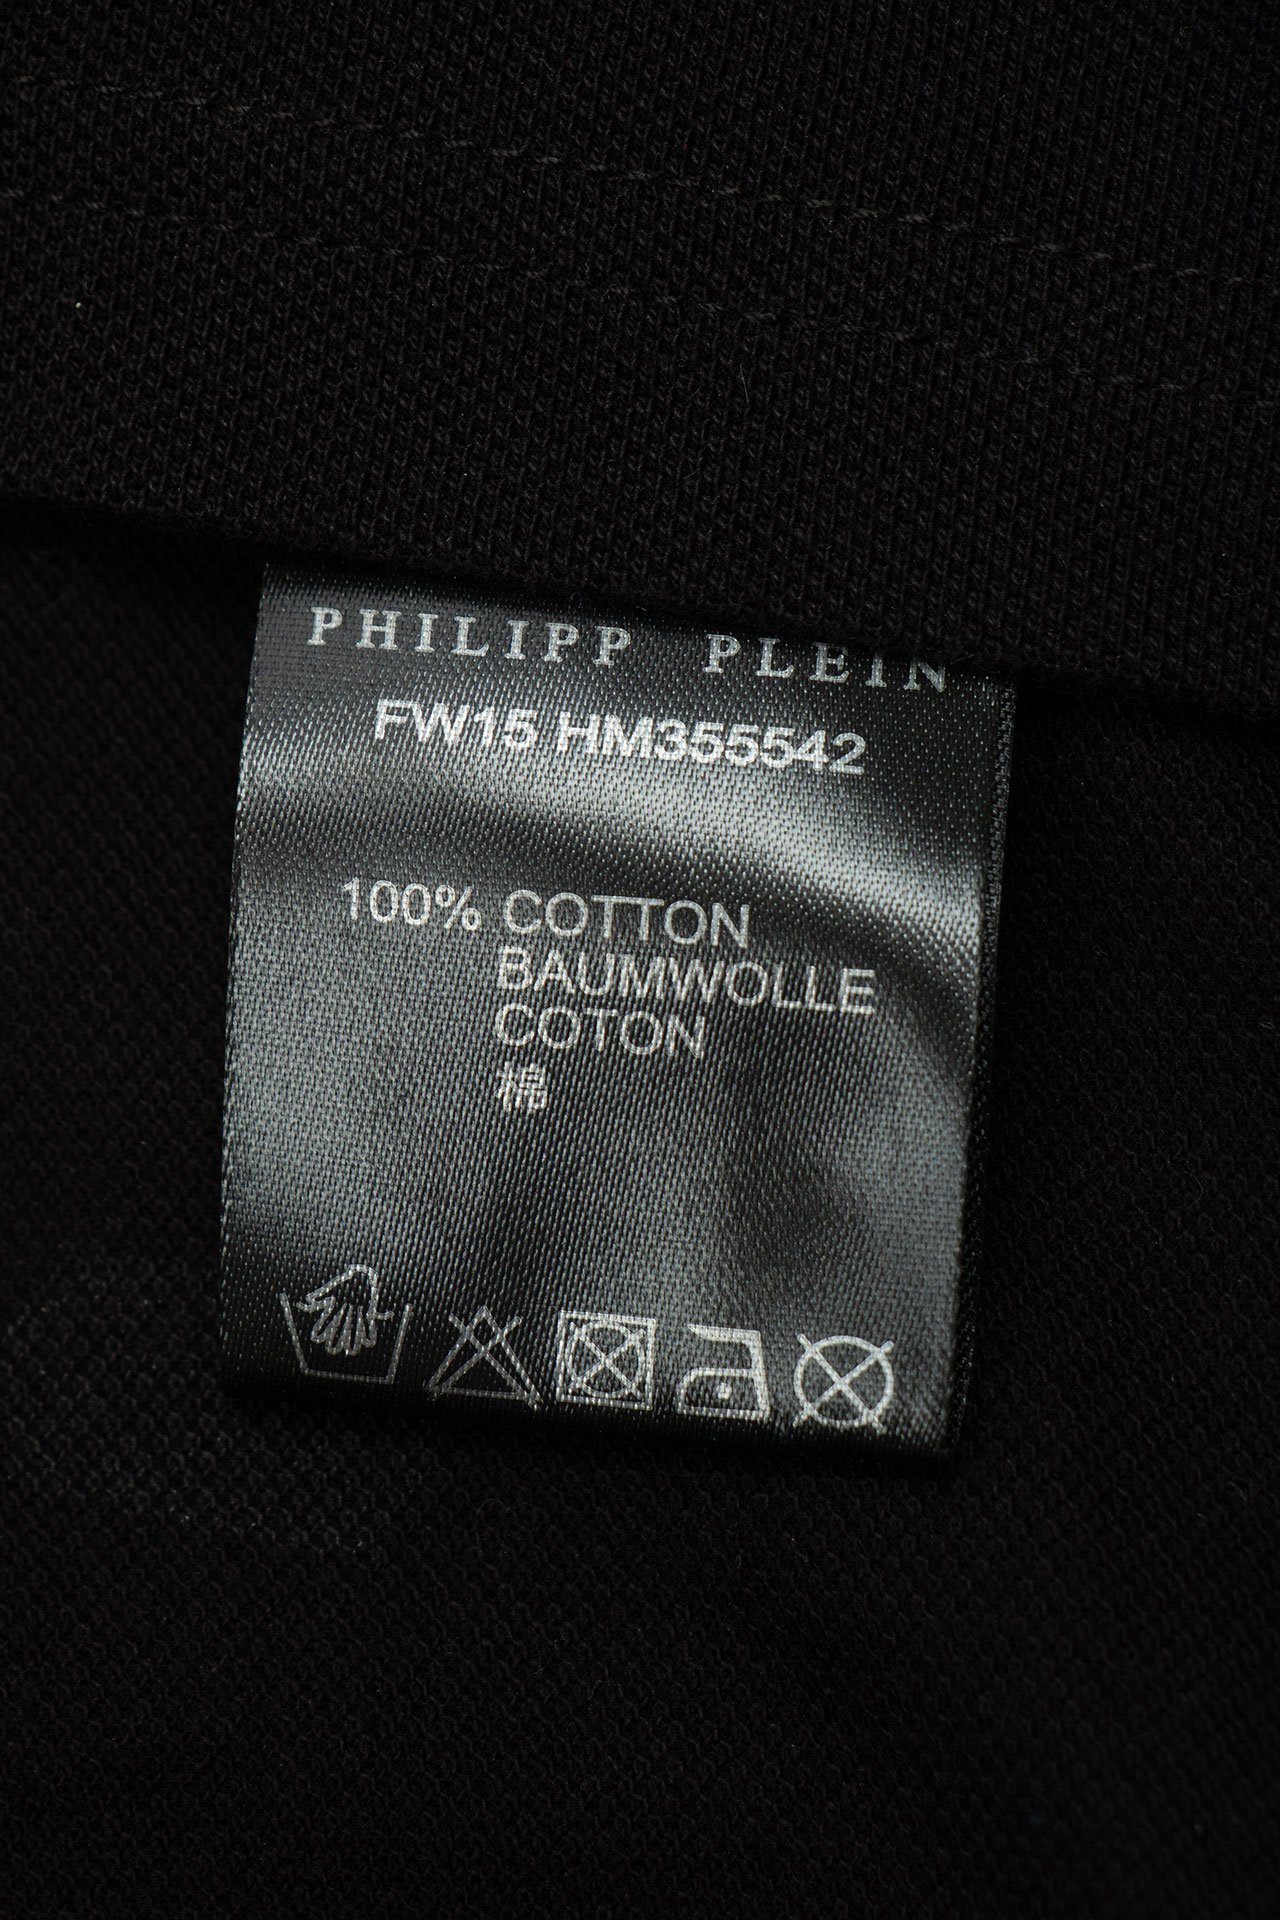 PHILIPP PLEIN
FW15 HM355542
100% COTTON
BAUMWOLLE
COTON
棉